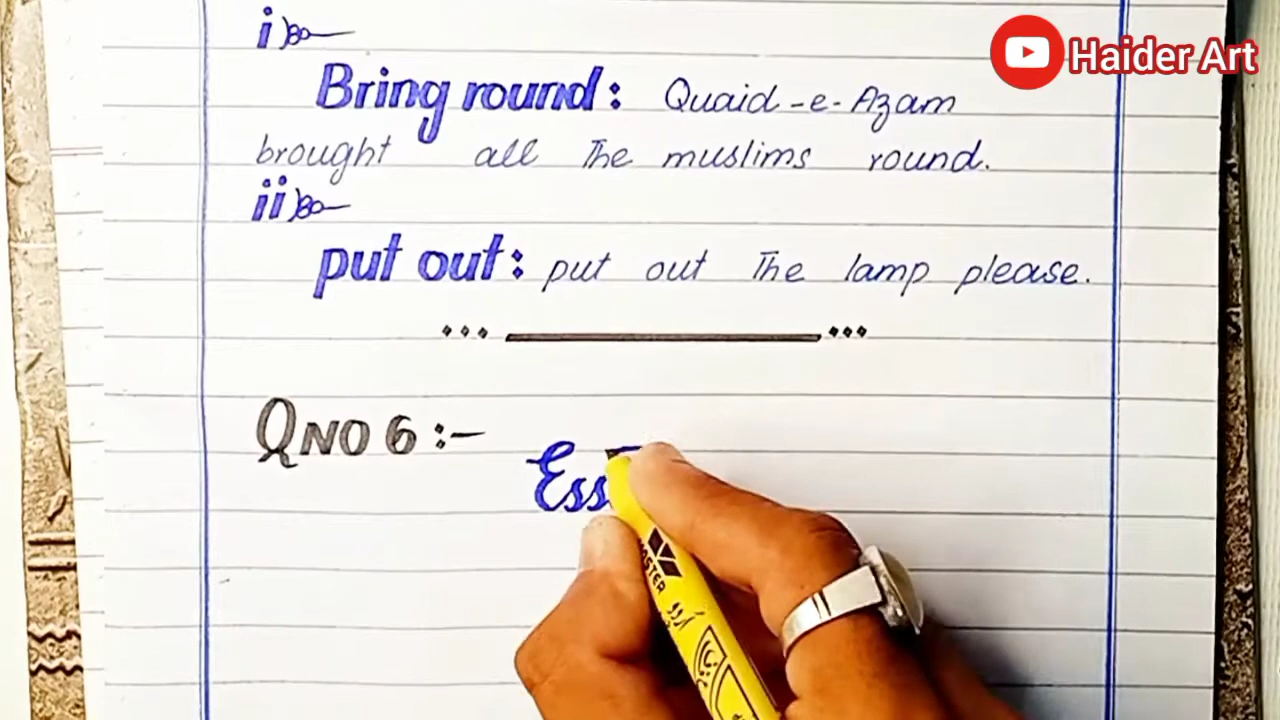 Haider Art
i)
Bring round: Quaid-e-Azam
brought all The muslims round.
ii)
put out: put out The lamp please.
QNO 6 :-
Ess